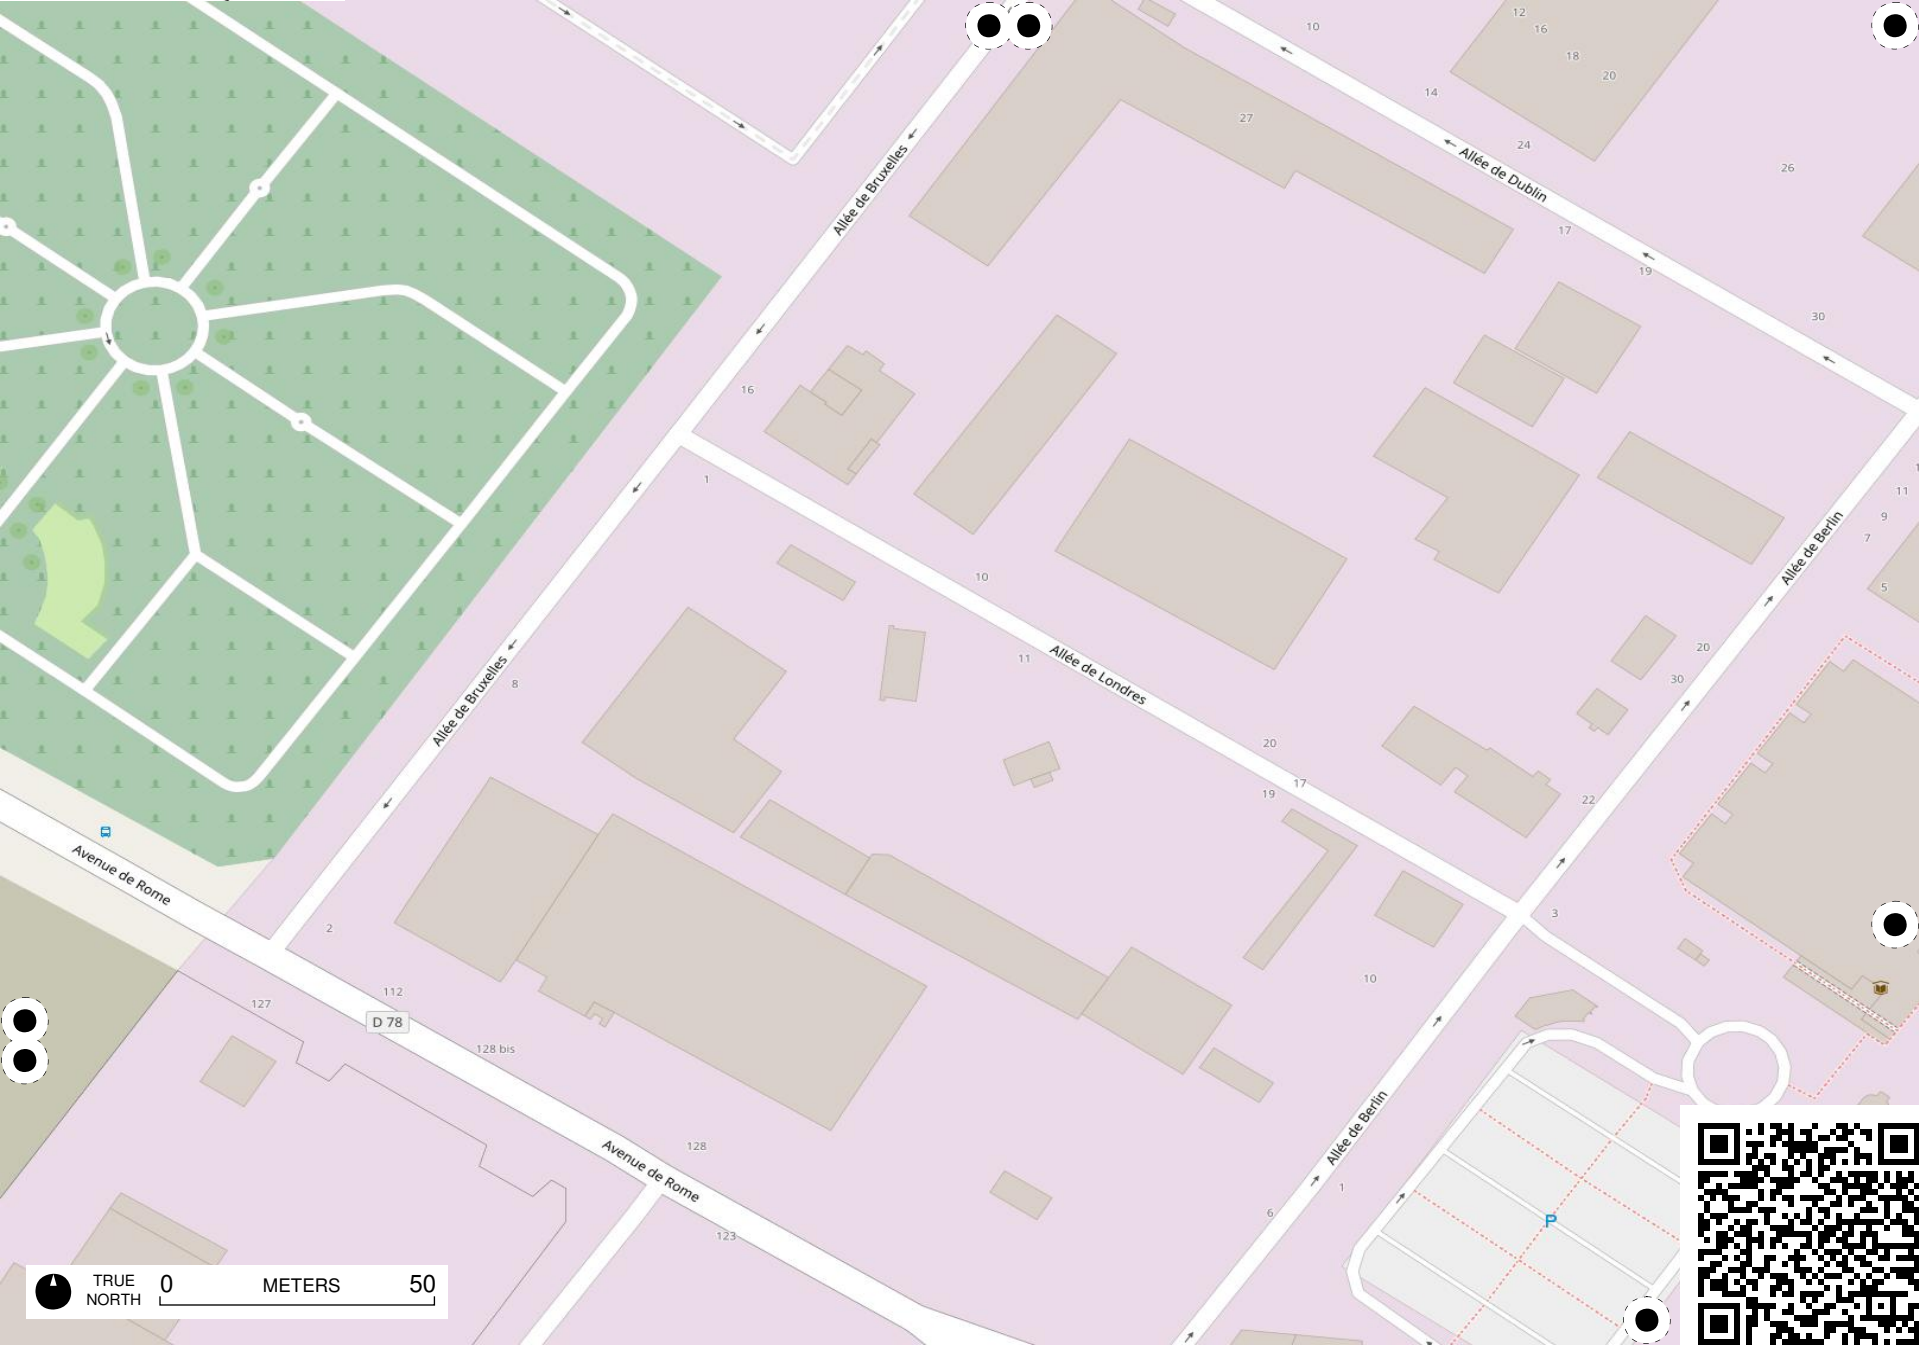 12
10
16
18
20
14
27
24
Allée de Dublin
26
Allée de Bruxelles
17
19
30
16
1
11
9
7
Allée de Berlin
10
5
11
Allée de Londres
20
30
8
Allée de Bruxelles
20
17
19
22
Avenue de Rome
2
3
10
112
127
D 78
128 bis
Allée de Berlin
128
Avenue de Rome
1
6
P
123
TRUE
NORTH
0 METERS 50